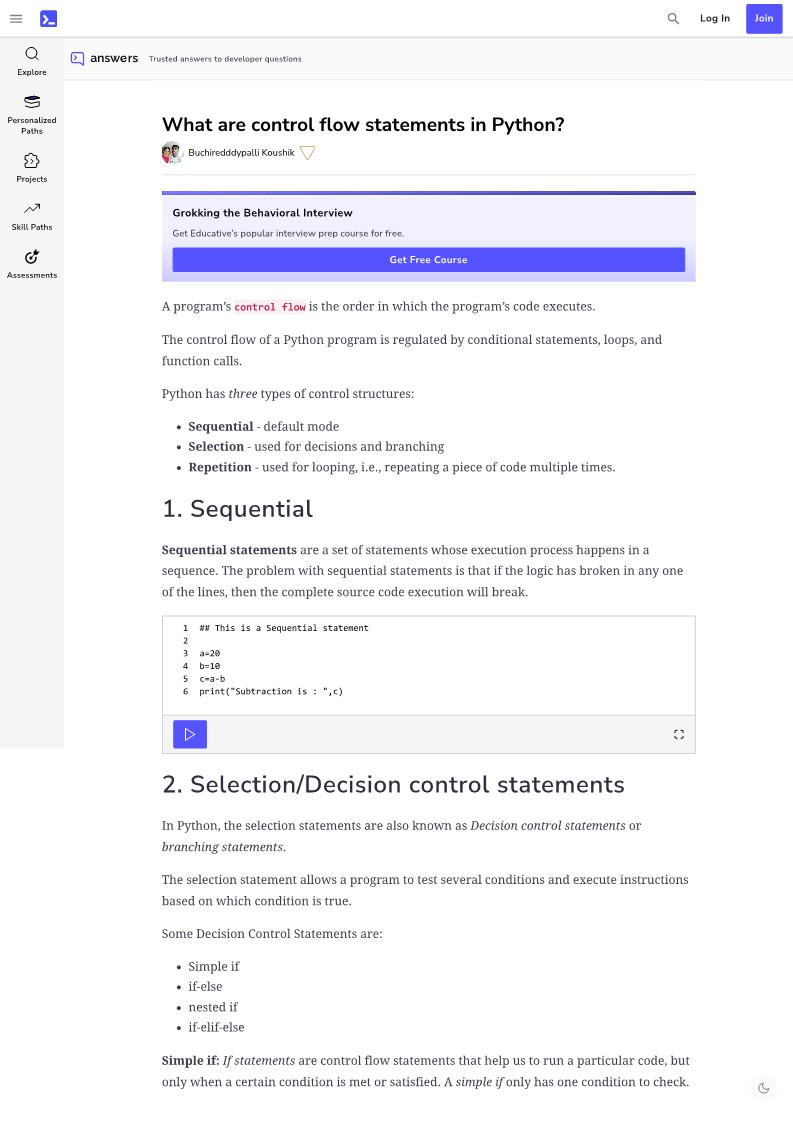 Log In
Join
Explore
Personalized
Paths
Projects
Skill Paths
Assessments
answers Trusted answers to developer questions
What are control flow statements in Python?
Buchiredddypalli Koushik
Grokking the Behavioral Interview
Get Educative's popular interview prep course for free.
Get Free Course
A program's control flow is the order in which the program's code executes.
The control flow of a Python program is regulated by conditional statements, loops, and
function calls.
Python has three types of control structures:
• Sequential - default mode
• Selection - used for decisions and branching
• Repetition - used for looping, i.e., repeating a piece of code multiple times.
1. Sequential
Sequential statements are a set of statements whose execution process happens in a
sequence. The problem with sequential statements is that if the logic has broken in any one
of the lines, then the complete source code execution will break.
1 ## This is a Sequential statement
2
3 a=20
4 b=10
5 c=a-b
6 print("Subtraction is : ",c)
2. Selection/Decision control statements
In Python, the selection statements are also known as Decision control statements or
branching statements.
The selection statement allows a program to test several conditions and execute instructions
based on which condition is true.
Some Decision Control Statements are:
• Simple if
• if-else
• nested if
• if-elif-else
Simple if: If statements are control flow statements that help us to run a particular code, but
only when a certain condition is met or satisfied. A simple if only has one condition to check.